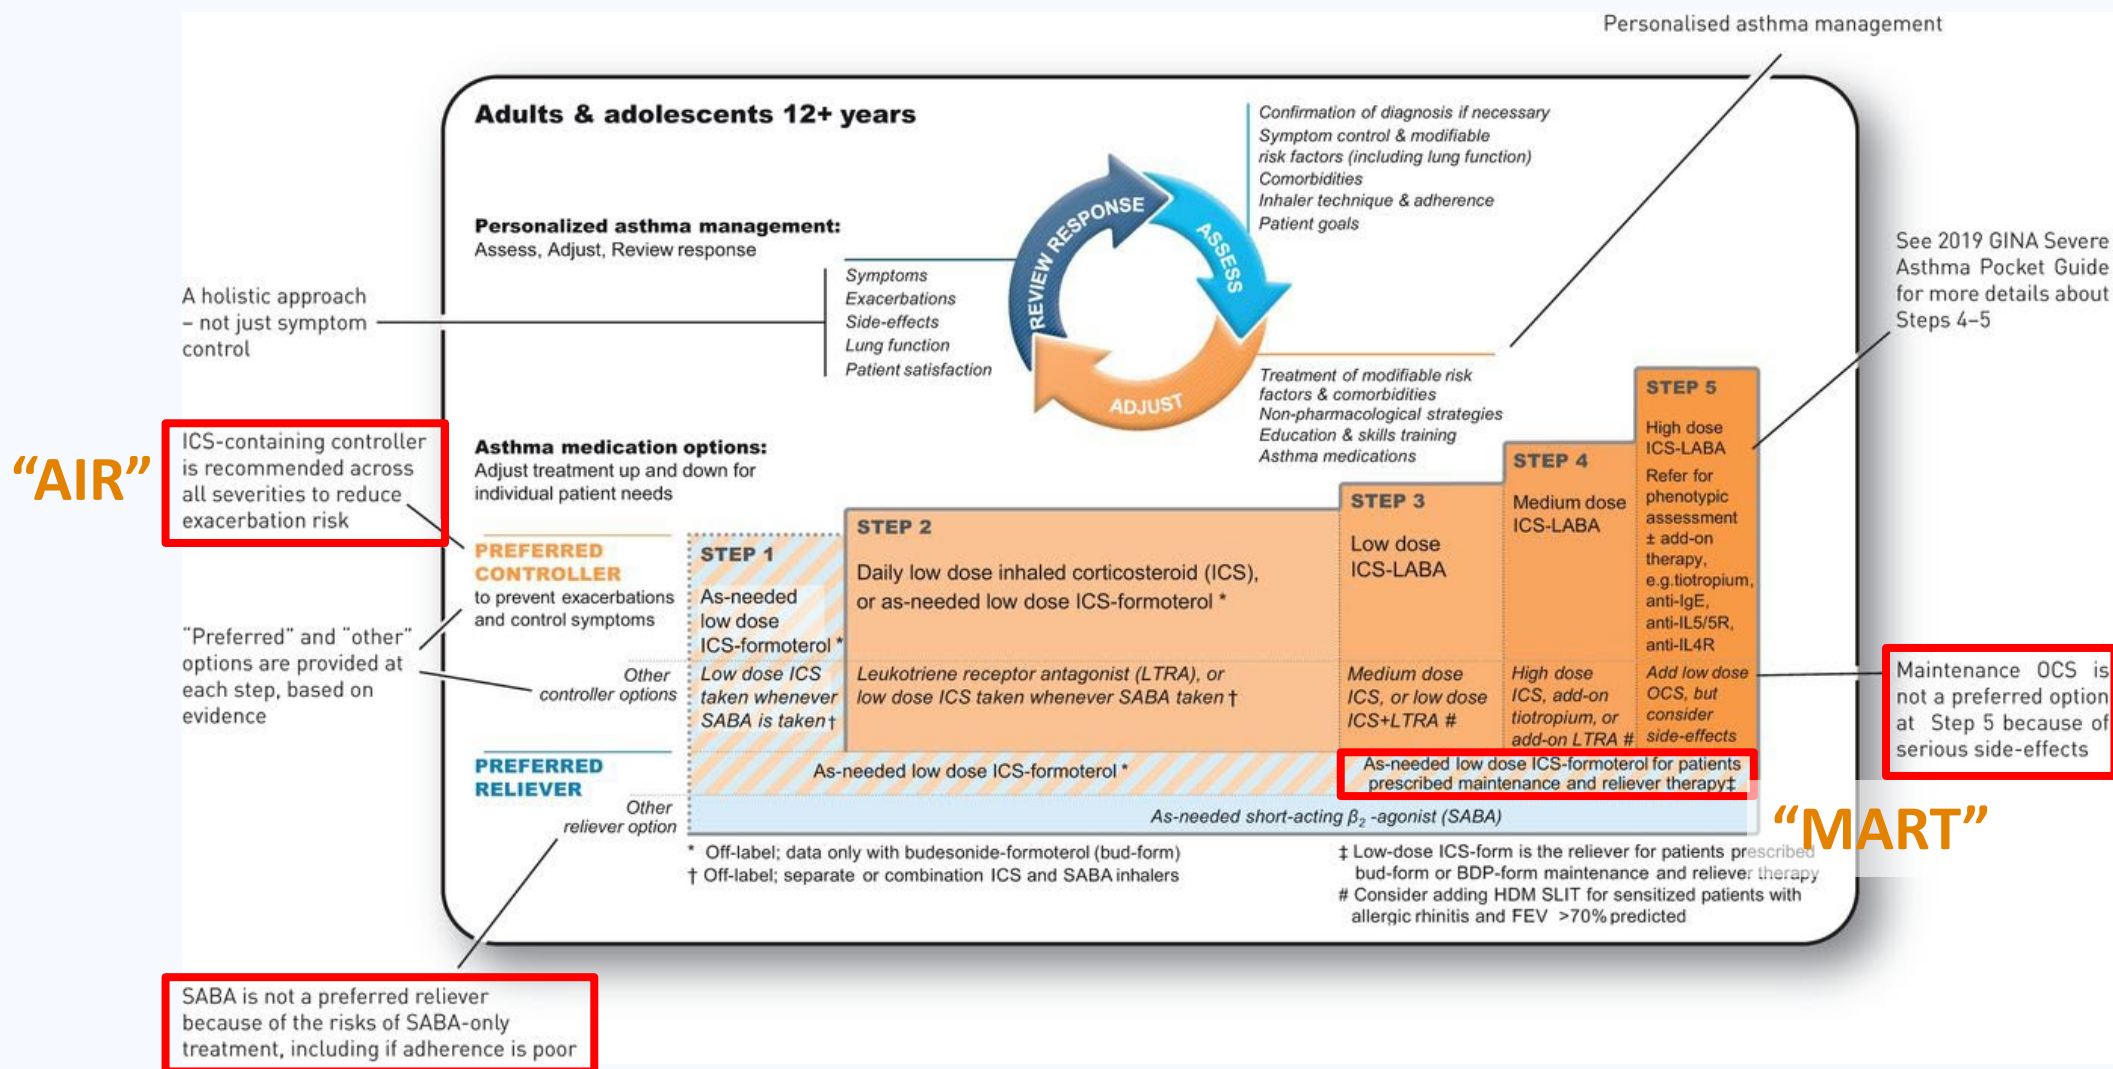 Personalised asthma management
Adults & adolescents 12+ years
Confirmation of diagnosis if necessary
Symptom control & modifiable
risk factors (including lung function)
Comorbidities
Inhaler technique & adherence
Patient goals
Personalized asthma management:
Assess, Adjust, Review response
REVIEW RESPONSE
ASSESS
ADJUST
Symptoms
Exacerbations
Side-effects
Lung function
Patient satisfaction
A holistic approach
– not just symptom
control
See 2019 GINA Severe
Asthma Pocket Guide
for more details about
Steps 4–5
Treatment of modifiable risk
factors & comorbidities
Non-pharmacological strategies
Education & skills training
Asthma medications
“AIR”
ICS-containing controller
is recommended across
all severities to reduce
exacerbation risk
Asthma medication options:
Adjust treatment up and down for
individual patient needs
PREFERRED
CONTROLLER
to prevent exacerbations
and control symptoms
STEP 1
As-needed
low dose
ICS-formoterol *
STEP 2
Daily low dose inhaled corticosteroid (ICS),
or as-needed low dose ICS-formoterol *
STEP 3
Low dose
ICS-LABA
STEP 4
Medium dose
ICS-LABA
STEP 5
High dose
ICS-LABA
Refer for
phenotypic
assessment
± add-on
therapy,
e.g.tiotropium,
anti-IgE,
anti-IL5/5R,
anti-IL4R
“Preferred” and “other”
options are provided at
each step, based on
evidence
Other
controller options
Low dose ICS
taken whenever
SABA is taken†
Leukotriene receptor antagonist (LTRA), or
low dose ICS taken whenever SABA taken †
Medium dose
ICS, or low dose
ICS+LTRA #
High dose
ICS, add-on
tiotropium, or
add-on LTRA #
Add low dose
OCS, but
consider
side-effects
Maintenance OCS is
not a preferred option
at Step 5 because of
serious side-effects
PREFERRED
RELIEVER
As-needed low dose ICS-formoterol *
As-needed low dose ICS-formoterol for patients
prescribed maintenance and reliever therapy‡
“MART”
Other
reliever option
As-needed short-acting β₂ -agonist (SABA)
* Off-label; data only with budesonide-formoterol (bud-form)
† Off-label; separate or combination ICS and SABA inhalers
‡ Low-dose ICS-form is the reliever for patients prescribed
bud-form or BDP-form maintenance and reliever therapy
# Consider adding HDM SLIT for sensitized patients with
allergic rhinitis and FEV >70% predicted
SABA is not a preferred reliever
because of the risks of SABA-only
treatment, including if adherence is poor